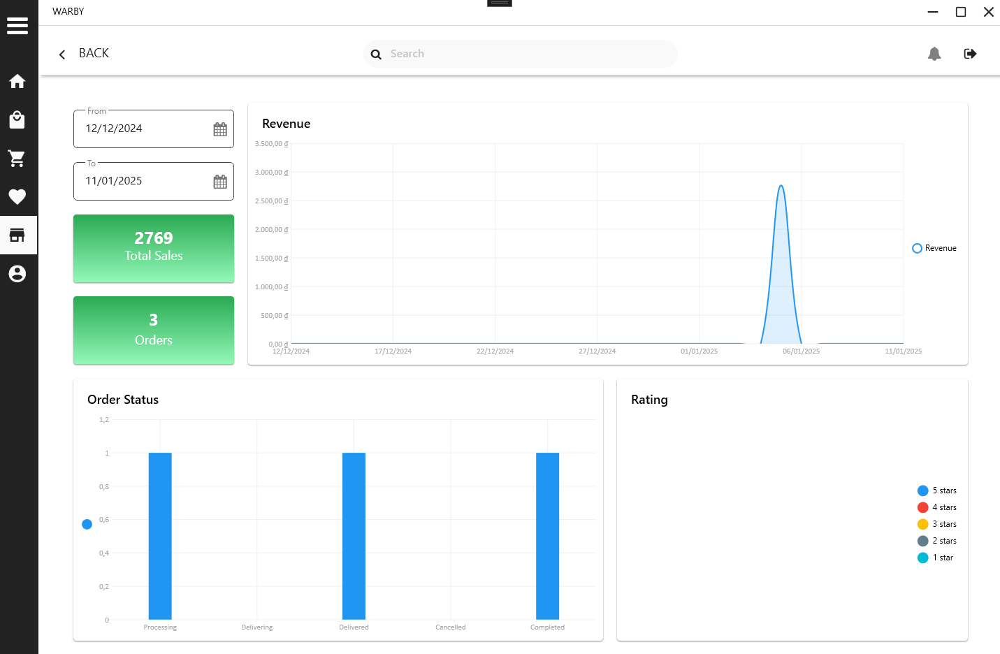 WARBY
BACK
Search
From
12/12/2024
To
11/01/2025
2769
Total Sales
3
Orders
Revenue
3.500,00 ₫
3.000,00 ₫
2.500,00 ₫
2.000,00 ₫
1.500,00 ₫
1.000,00 ₫
500,00 ₫
0,00 ₫
12/12/2024 17/12/2024 22/12/2024 27/12/2024 01/01/2025 06/01/2025 11/01/2025
Revenue
Order Status
1,2
1
0,8
0,6
0,4
0,2
0
Processing Delivering Delivered Cancelled Completed
Rating
5 stars
4 stars
3 stars
2 stars
1 star